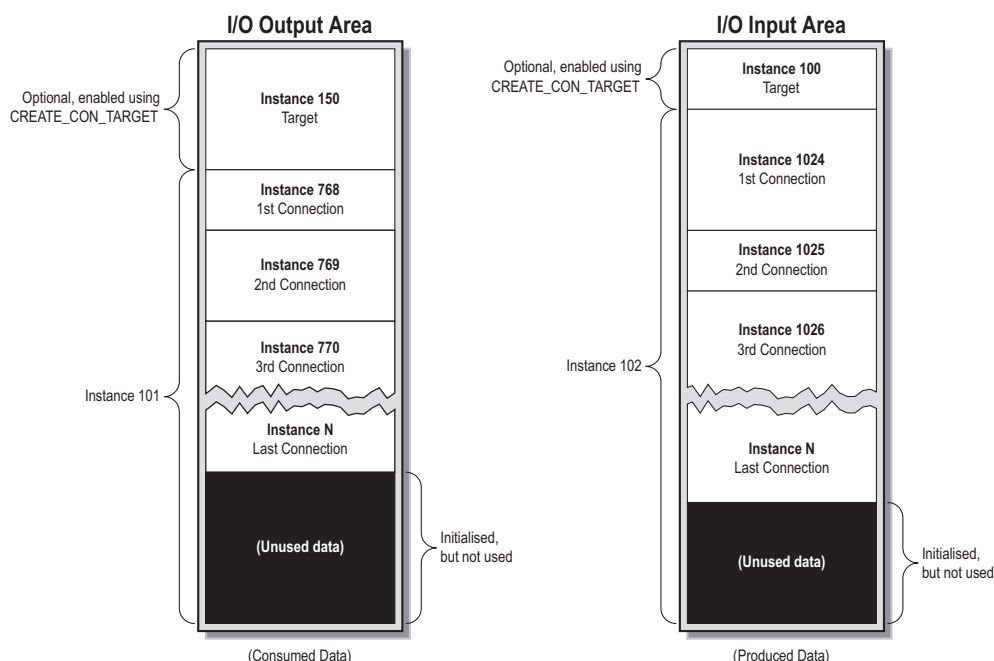 I/O Output Area
Optional, enabled using
CREATE_CON_TARGET
Instance 150
Target
Instance 768
1st Connection
Instance 769
2nd Connection
Instance 770
3rd Connection
Instance 101
Instance N
Last Connection
(Unused data)
Initialised,
but not used
(Consumed Data)
I/O Input Area
Optional, enabled using
CREATE_CON_TARGET
Instance 100
Target
Instance 1024
1st Connection
Instance 1025
2nd Connection
Instance 1026
3rd Connection
Instance 102
Instance N
Last Connection
(Unused data)
Initialised,
but not used
(Produced Data)